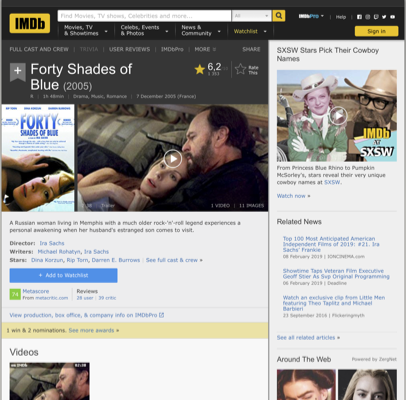 IMDb
Find Movies, TV shows, Celebrities and more...
All
IMDbPro | Help
Movies, TV & Showtimes
Celebs, Events & Photos
News & Community
Watchlist
Sign in
FULL CAST AND CREW | TRIVIA | USER REVIEWS | IMDbPro | MORE
SHARE
Forty Shades of Blue (2005)
6,2
Rate This
1h 48min | Drama, Music, Romance | 7 December 2005 (France)
FORTY SHADES OF BLUE
Trailer
1 VIDEO | 11 IMAGES
A Russian woman living in Memphis with a much older rock-'n'-roll legend experiences a personal awakening when her husband's estranged son comes to visit.
Director: Ira Sachs
Writers: Michael Rohatyn, Ira Sachs
Stars: Dina Korzun, Rip Torn, Darren E. Burrows | See full cast & crew »
+ Add to Watchlist
Metascore
From metacritic.com
Reviews
28 user | 39 critic
View production, box office, & company info on IMDbPro
1 win & 2 nominations. See more awards »
Videos
SXSW Stars Pick Their Cowboy Names
IMDb AT SXSW
From Princess Blue Rhino to Pumpkin McSorley's, stars reveal their very unique cowboy names at SXSW.
Watch now »
Related News
Top 100 Most Anticipated American Independent Films of 2019: #21. Ira Sachs' Frankie
08 February 2019 | IONCINEMA.com
Showtime Taps Veteran Film Executive Geoff Stier As Svp Original Programming
08 February 2019 | Deadline
Watch an exclusive clip from Little Men featuring Theo Taplitz and Michael Barbieri
23 September 2016 | Flickeringmyth
See all related articles »
Around The Web
Powered by ZergNet